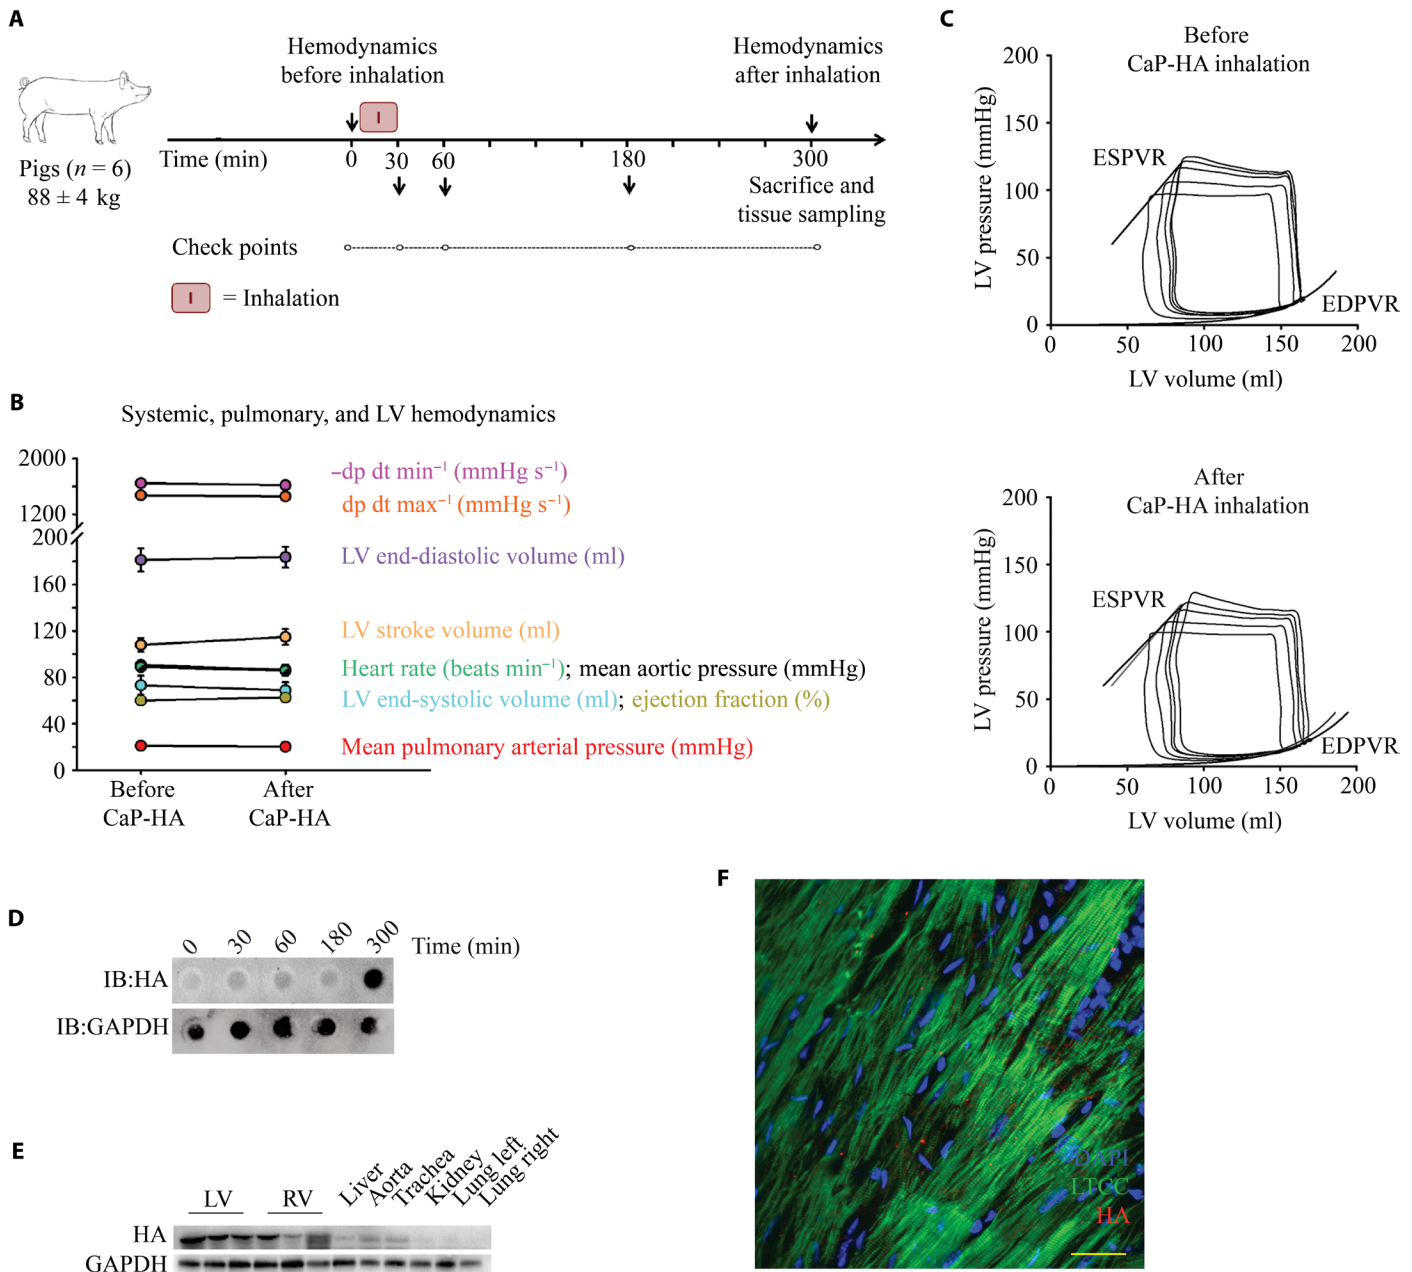 A
Hemodynamics
before inhalation
Hemodynamics
after inhalation
I
Pigs (n = 6)
88 ± 4 kg
Time (min)
0
30
60
180
300
Sacrifice and
tissue sampling
Check points
I = Inhalation
B
Systemic, pulmonary, and LV hemodynamics
2000
1200
200
160
120
80
40
0
–dp dt min⁻¹ (mmHg s⁻¹)
dp dt max⁻¹ (mmHg s⁻¹)
LV end-diastolic volume (ml)
LV stroke volume (ml)
Heart rate (beats min⁻¹); mean aortic pressure (mmHg)
LV end-systolic volume (ml); ejection fraction (%)
Mean pulmonary arterial pressure (mmHg)
Before
CaP-HA
After
CaP-HA
C
Before
CaP-HA inhalation
LV pressure (mmHg)
200
150
100
50
0
ESPVR
EDPVR
0 50 100 150 200
LV volume (ml)
After
CaP-HA inhalation
LV pressure (mmHg)
200
150
100
50
0
ESPVR
EDPVR
0 50 100 150 200
LV volume (ml)
D
0 30 60 180 300 Time (min)
IB:HA
IB:GAPDH
E
LV RV Liver Aorta Trachea Kidney Lung left Lung right
HA
GAPDH
F
DAPI
LTCC
HA